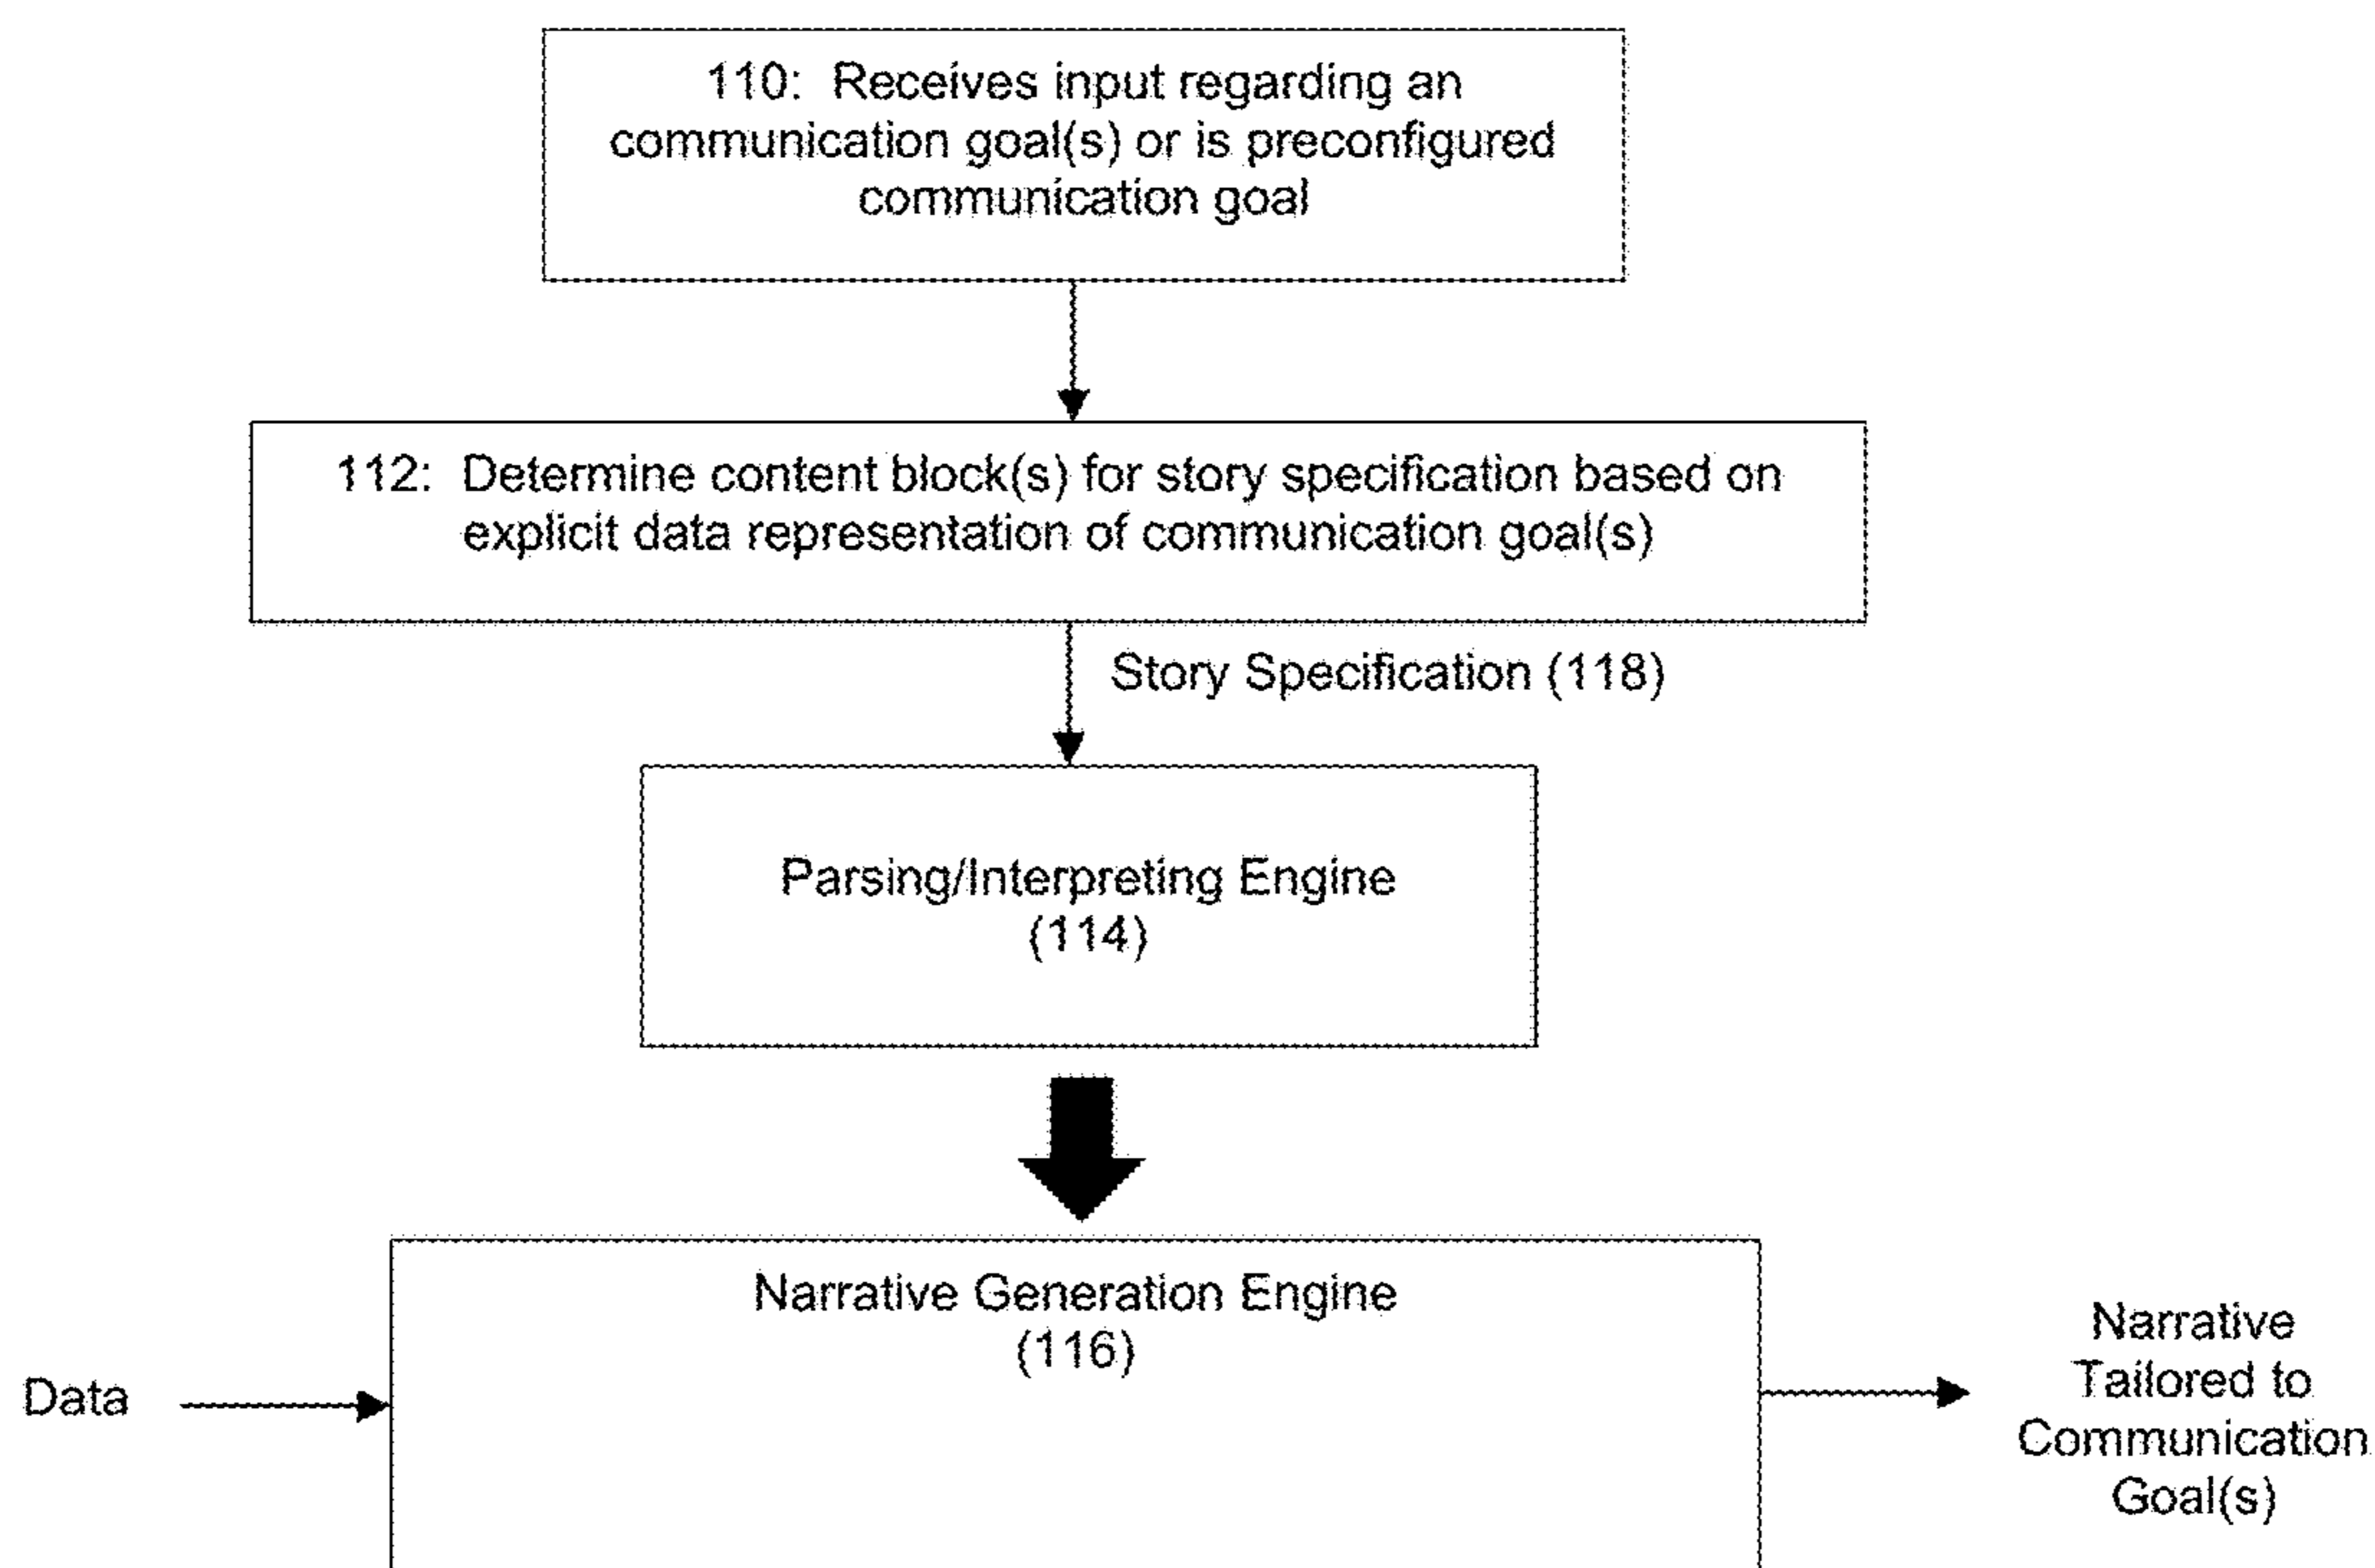 110: Receives input regarding an
communication goal(s) or is preconfigured
communication goal
112: Determine content block(s) for story specification based on
explicit data representation of communication goal(s)
Story Specification (118)
Parsing/Interpreting Engine
(114)
Narrative Generation Engine
(116)
Data
Narrative
Tailored to
Communication
Goal(s)